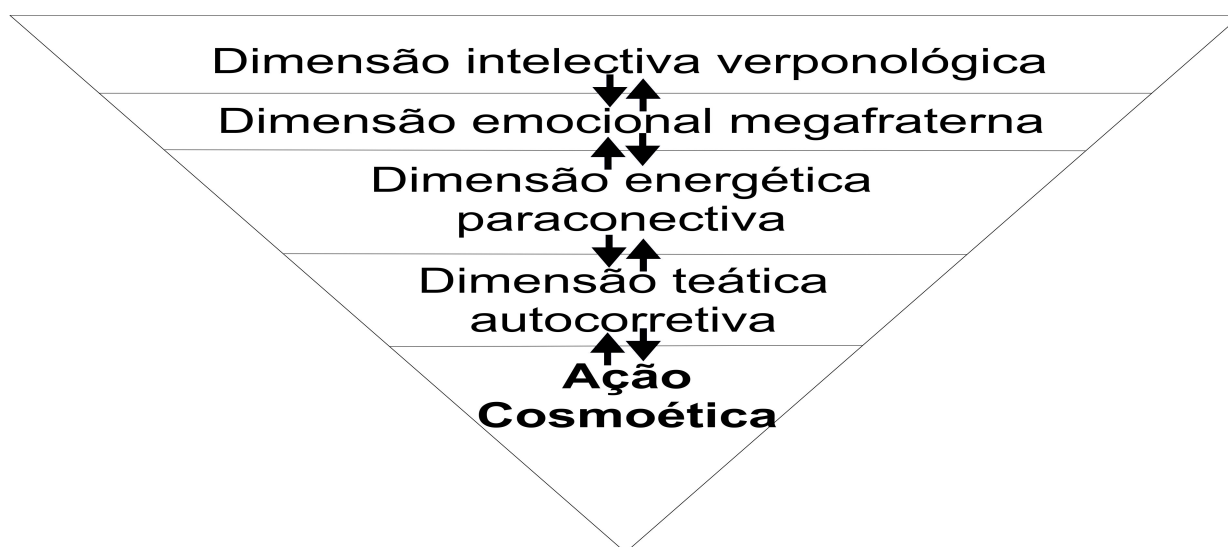 Dimensão intelectiva verponológica
Dimensão emocional megafraterna
Dimensão energética
paraconectiva
Dimensão teática
autocorretiva
Ação
Cosmoética